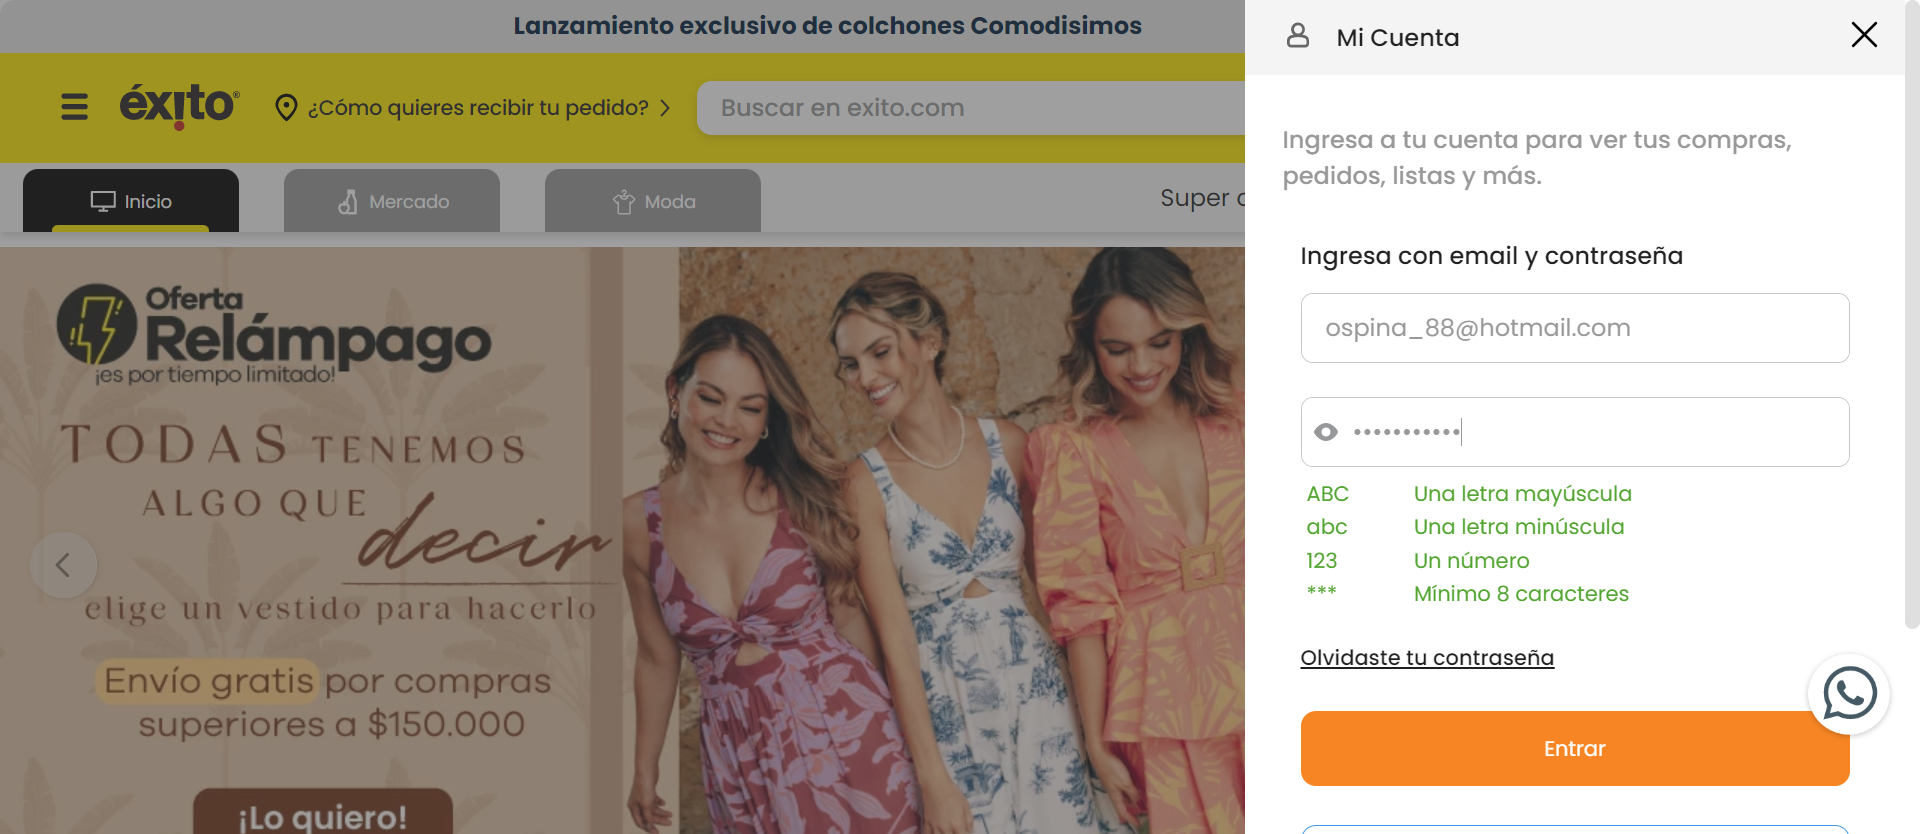 Lanzamiento exclusivo de colchones Comodisimos
éxito®
¿Cómo quieres recibir tu pedido?
Buscar en exito.com
Inicio
Mercado
Moda
Super
Oferta
Relámpago
¡es por tiempo limitado!
TODAS TENEMOS
ALGO QUE
decir
elige un vestido para hacerlo
Envío gratis por compras
superiores a $150.000
¡Lo quiero!
Mi Cuenta
Ingresa a tu cuenta para ver tus compras,
pedidos, listas y más.
Ingresa con email y contraseña
ospina_88@hotmail.com
•••••••••••
ABC Una letra mayúscula
abc Una letra minúscula
123 Un número
*** Mínimo 8 caracteres
Olvidaste tu contraseña
Entrar